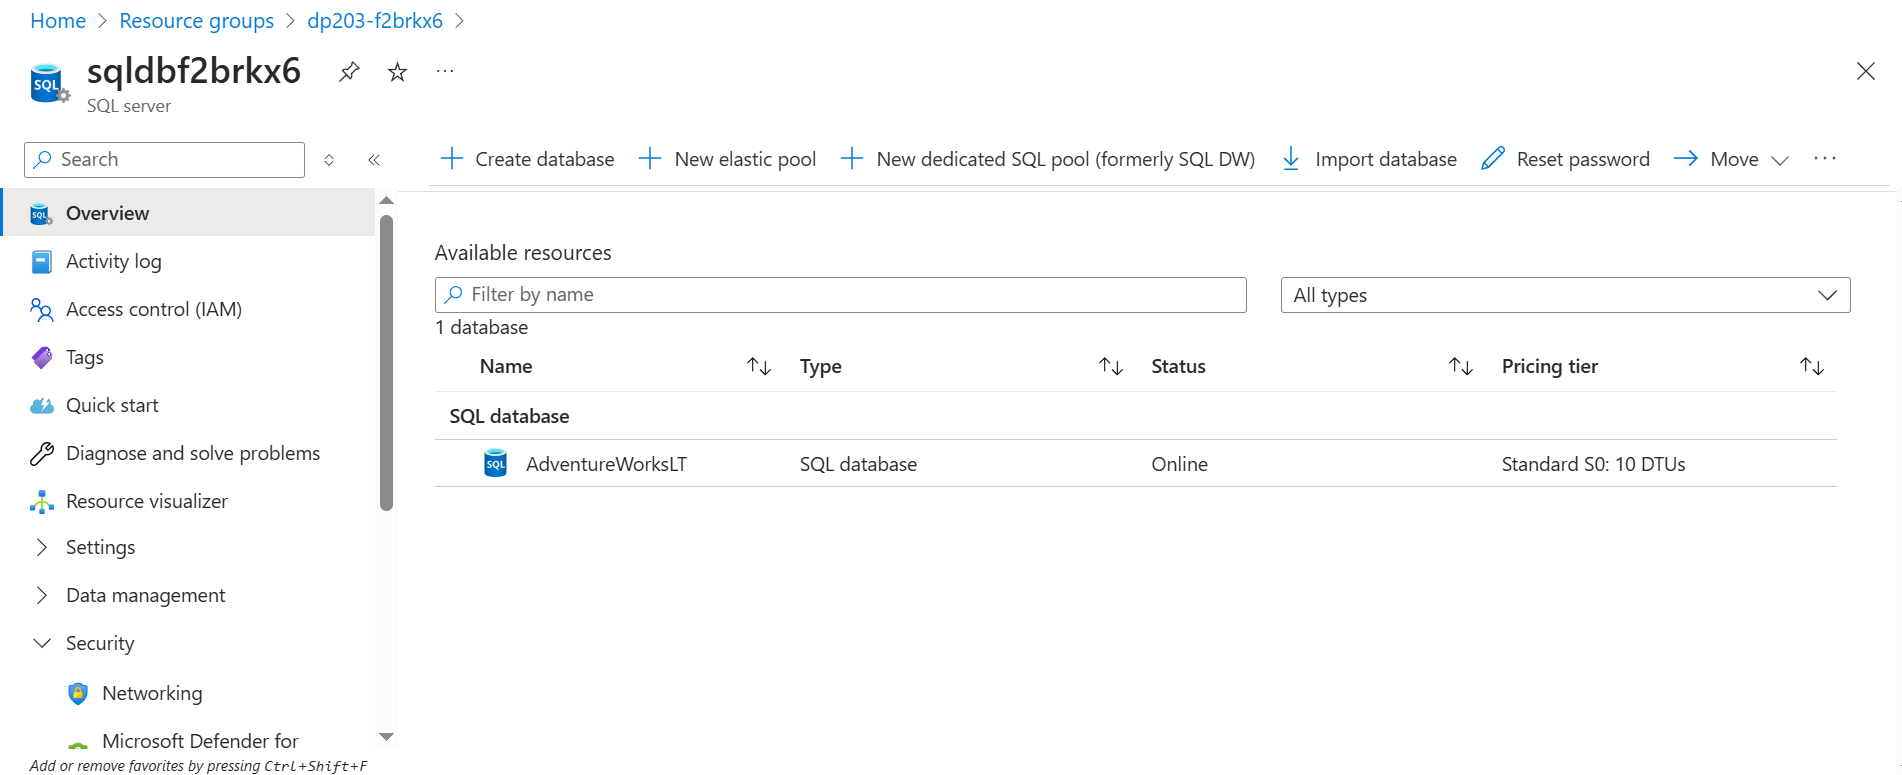 Home > Resource groups > dp203-f2brkx6 >
SQL
sqldbf2brkx6
SQL server
Search
Create database
New elastic pool
New dedicated SQL pool (formerly SQL DW)
Import database
Reset password
Move
SQL
Overview
Activity log
Access control (IAM)
Tags
Quick start
Diagnose and solve problems
Resource visualizer
Settings
Data management
Security
Networking
Microsoft Defender for
Add or remove favorites by pressing Ctrl+Shift+F
Available resources
Filter by name
All types
1 database
Name Type Status Pricing tier
SQL database
SQL AdventureWorksLT SQL database Online Standard S0: 10 DTUs